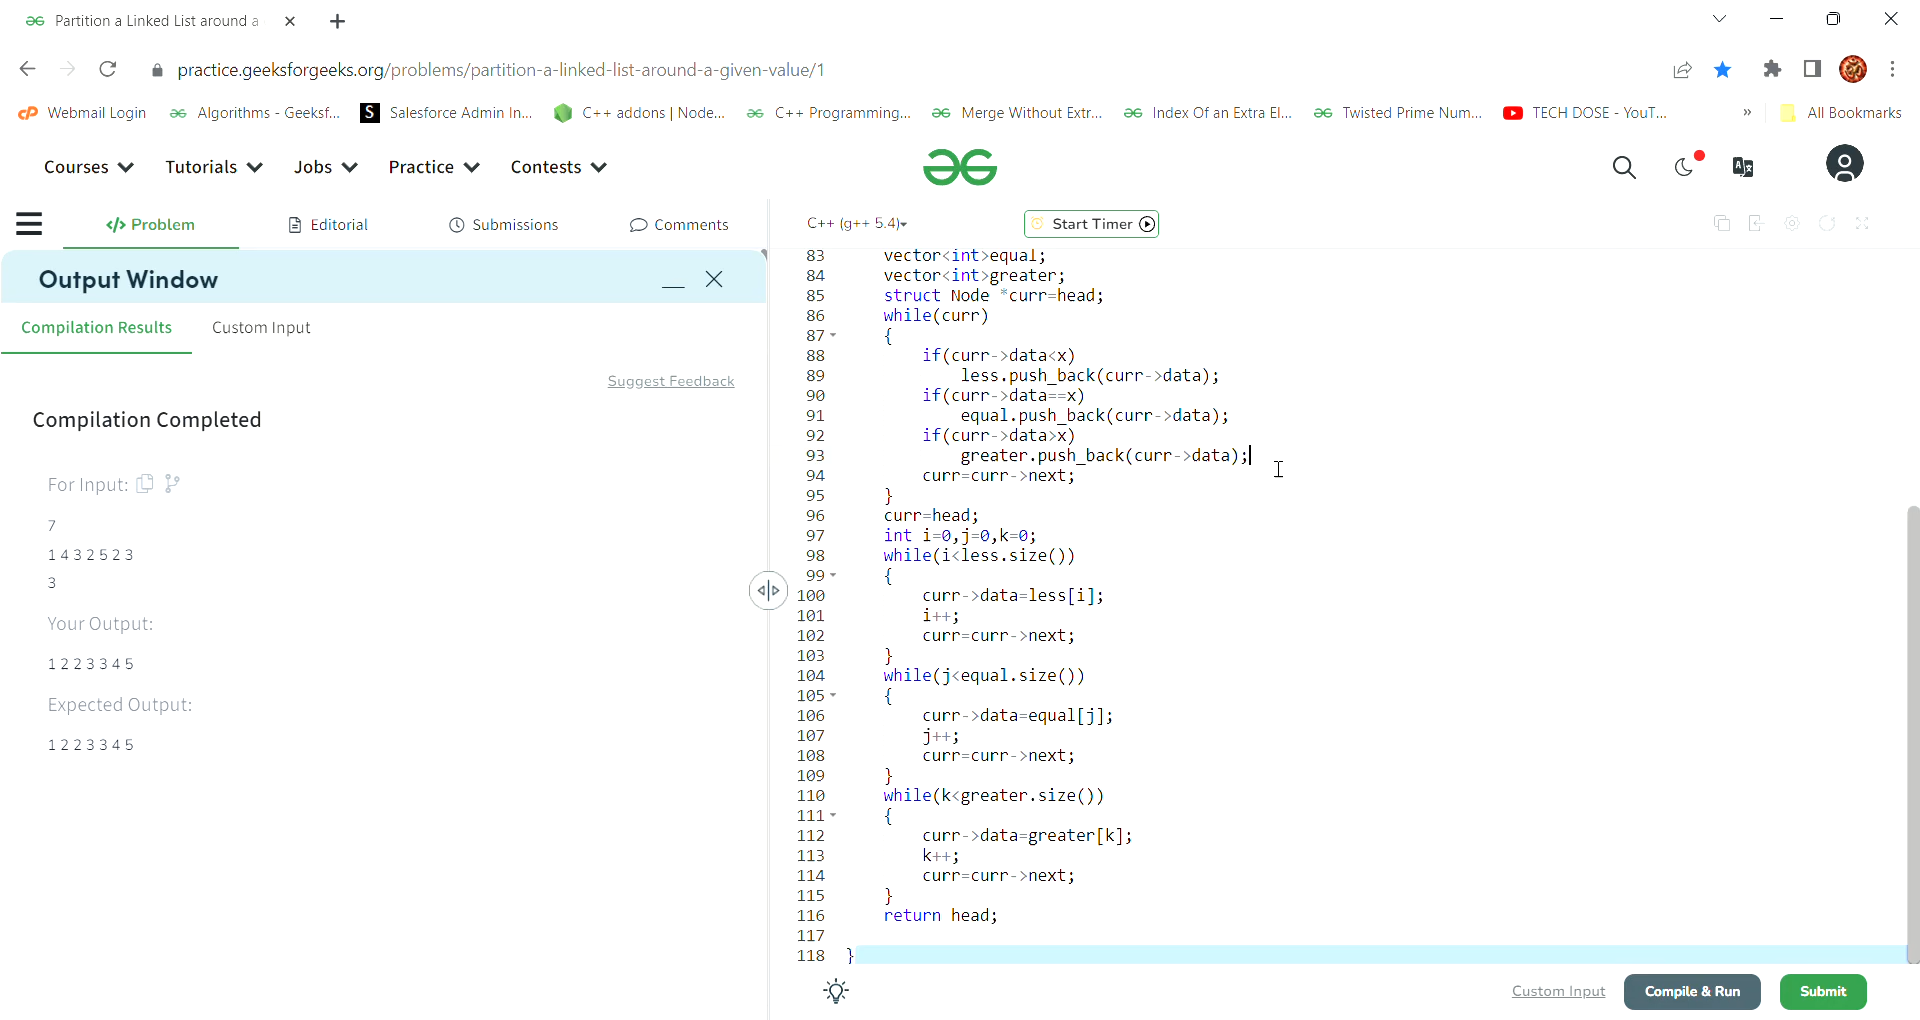 Partition a Linked List around a
practice.geeksforgeeks.org/problems/partition-a-linked-list-around-a-given-value/1
Webmail Login
Algorithms - Geeksf...
S
Salesforce Admin In...
C++ addons | Node...
C++ Programming,...
Merge Without Extr...
Index Of an Extra El...
Twisted Prime Num...
TECH DOSE - YouT...
»
All Bookmarks
Courses
Tutorials
Jobs
Practice
Contests
</> Problem
Editorial
Submissions
Comments
C++ (g++ 5.4)
Start Timer
Output Window
Compilation Results
Custom Input
Suggest Feedback
Compilation Completed
For Input:
7
1 4 3 2 5 2 3
3
Your Output:
1 2 2 3 3 4 5
Expected Output:
1 2 2 3 3 4 5
83 vector<int>equal;
84 vector<int>greater;
85 struct Node *curr=head;
86 while(curr)
87 {
88 if(curr->data<x)
89 less.push_back(curr->data);
90 if(curr->data==x)
91 equal.push_back(curr->data);
92 if(curr->data>x)
93 greater.push_back(curr->data);
94 curr=curr->next;
95 }
96 curr=head;
97 int i=0,j=0,k=0;
98 while(i<less.size())
99 {
100 curr->data=less[i];
101 i++;
102 curr=curr->next;
103 }
104 while(j<equal.size())
105 {
106 curr->data=equal[j];
107 j++;
108 curr=curr->next;
109 }
110 while(k<greater.size())
111 {
112 curr->data=greater[k];
113 k++;
114 curr=curr->next;
115 }
116 return head;
117
118 }
Custom Input
Compile & Run
Submit